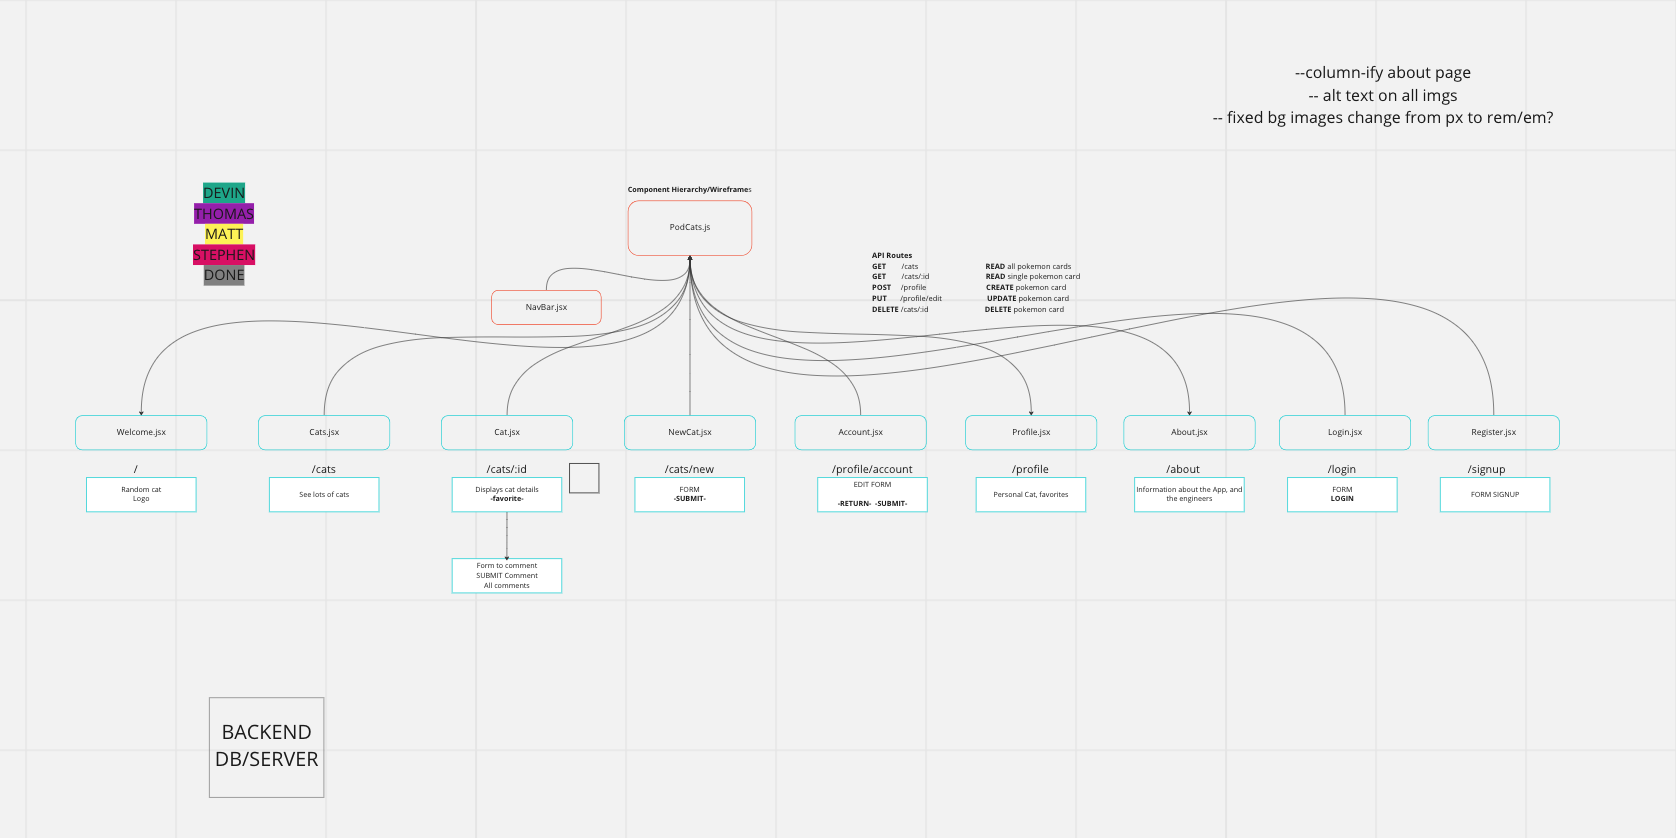 --column-ify about page
-- alt text on all imgs
-- fixed bg images change from px to rem/em?
DEVIN
THOMAS
MATT
STEPHEN
DONE
Component Hierarchy/Wireframes
PodCats.js
NavBar.jsx
API Routes
GET /cats READ all pokemon cards
GET /cats/:id READ single pokemon card
POST /profile CREATE pokemon card
PUT /profile/edit UPDATE pokemon card
DELETE /cats/:id DELETE pokemon card
Welcome.jsx
/
Random cat
Logo
Cats.jsx
/cats
See lots of cats
Cat.jsx
/cats/:id
Displays cat details
-favorite-
Form to comment
SUBMIT Comment
All comments
NewCat.jsx
/cats/new
FORM
-SUBMIT-
Account.jsx
/profile/account
EDIT FORM
-RETURN- -SUBMIT-
Profile.jsx
/profile
Personal Cat, favorites
About.jsx
/about
Information about the App, and
the engineers
Login.jsx
/login
FORM
LOGIN
Register.jsx
/signup
FORM SIGNUP
BACKEND
DB/SERVER